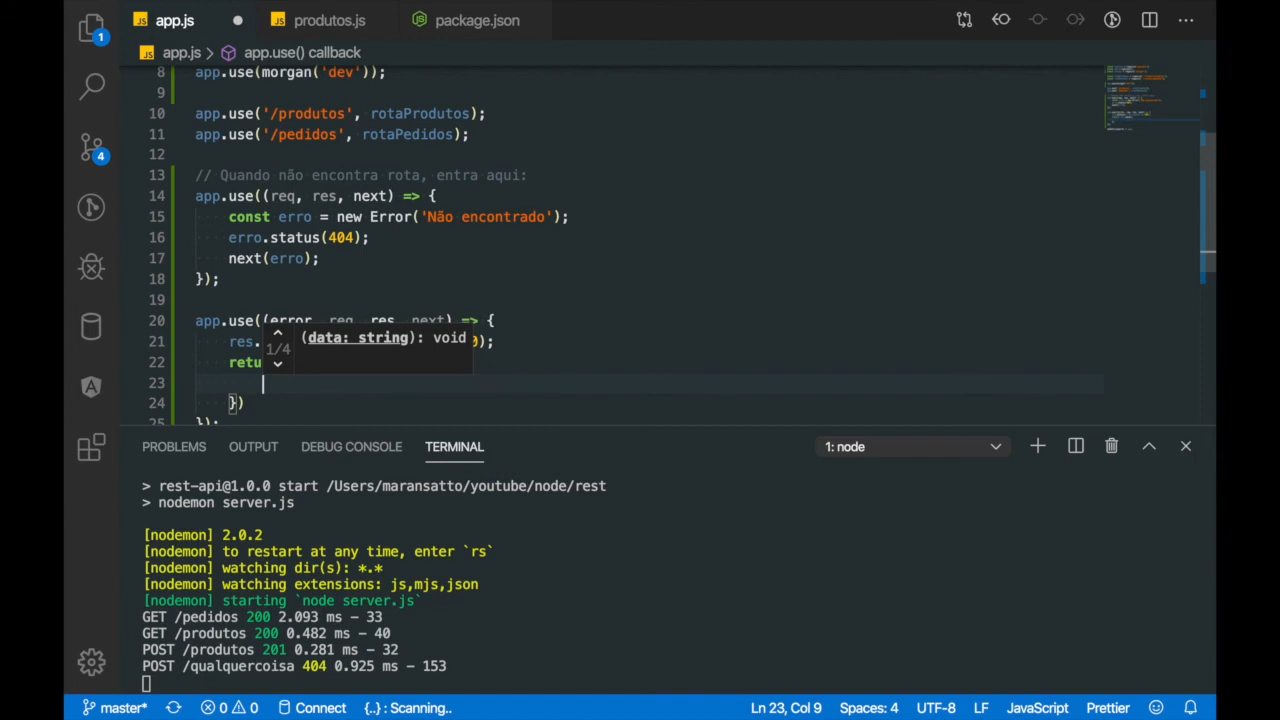 1
JS app.js
JS produtos.js
JS package.json
JS app.js > app.use() callback
8 app.use(morgan('dev'));
9
10 app.use('/produtos', rotaProdutos);
11 app.use('/pedidos', rotaPedidos);
12
13 // Quando não encontra rota, entra aqui:
14 app.use((req, res, next) => {
15 const erro = new Error('Não encontrado');
16 erro.status(404);
17 next(erro);
18 });
19
20 app.use((error, req, res, next) => {
21 res. );
(data: string): void
1/4
22 retu
23
24 })
25 });
4
PROBLEMS OUTPUT DEBUG CONSOLE TERMINAL 1: node
> rest-api@1.0.0 start /Users/maransatto/youtube/node/rest
> nodemon server.js
[nodemon] 2.0.2
[nodemon] to restart at any time, enter `rs`
[nodemon] watching dir(s): *.*
[nodemon] watching extensions: js,mjs,json
[nodemon] starting `node server.js`
GET /pedidos 200 2.093 ms - 33
GET /produtos 200 0.482 ms - 40
POST /produtos 201 0.281 ms - 32
POST /qualquercoisa 404 0.925 ms - 153
master* 0 0 Connect {..} : Scanning.. Ln 23, Col 9 Spaces: 4 UTF-8 LF JavaScript Prettier